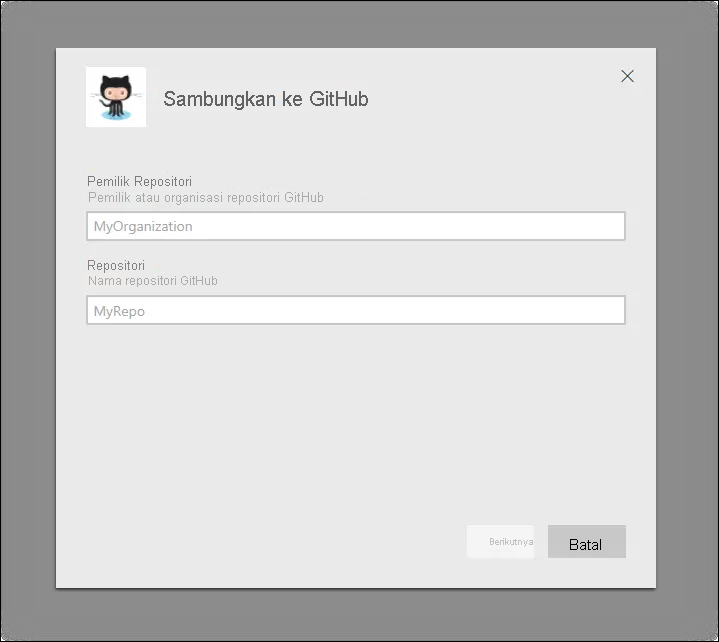 Sambungkan ke GitHub
Pemilik Repositori
Pemilik atau organisasi repositori GitHub
MyOrganization
Repositori
Nama repositori GitHub
MyRepo
Berikutnya
Batal